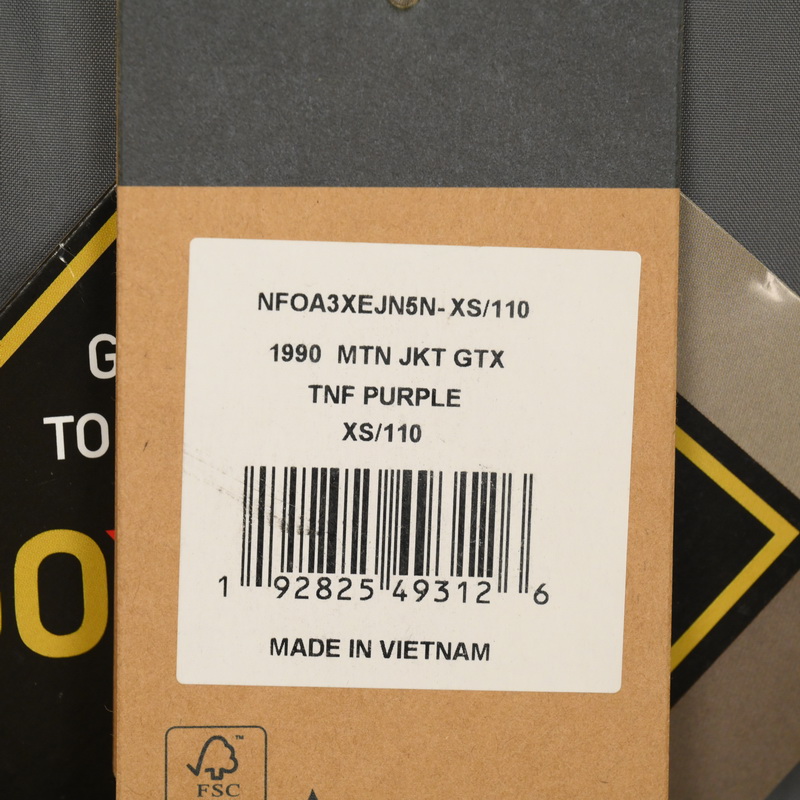 NFOA3XEJN5N- XS/110
1990 MTN JKT GTX
TNF PURPLE
XS/110
1 92825 49312 6
MADE IN VIETNAM
G
TO
O
™
FSC